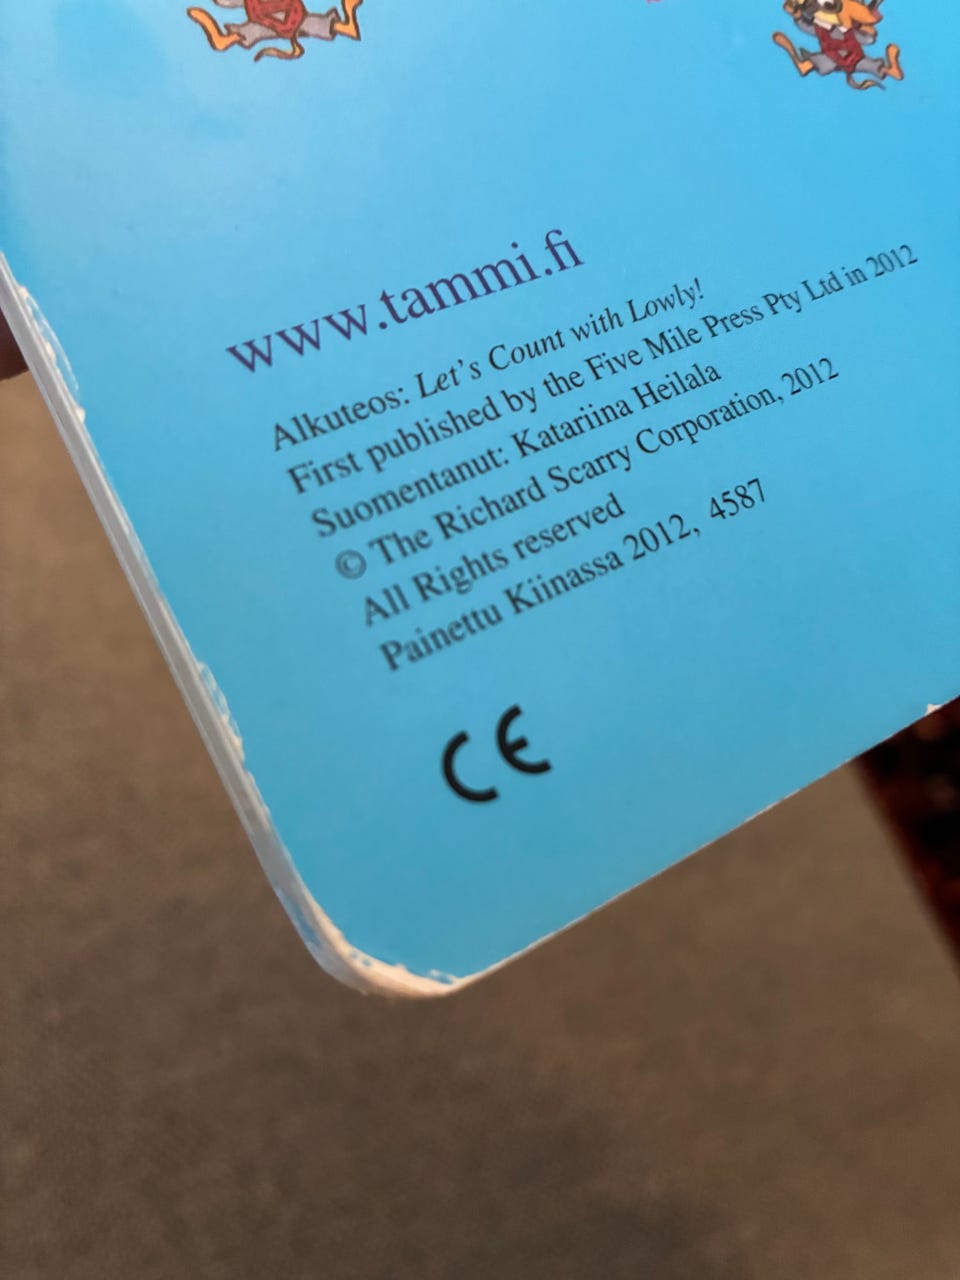 www.tammi.fi
Alkuteos: Let's Count with Lowly!
First published by the Five Mile Press Pty Ltd in 2012
Suomentanut: Katariina Heilala
© The Richard Scarry Corporation, 2012
All Rights reserved
Painettu Kiinassa 2012, 4587
CE